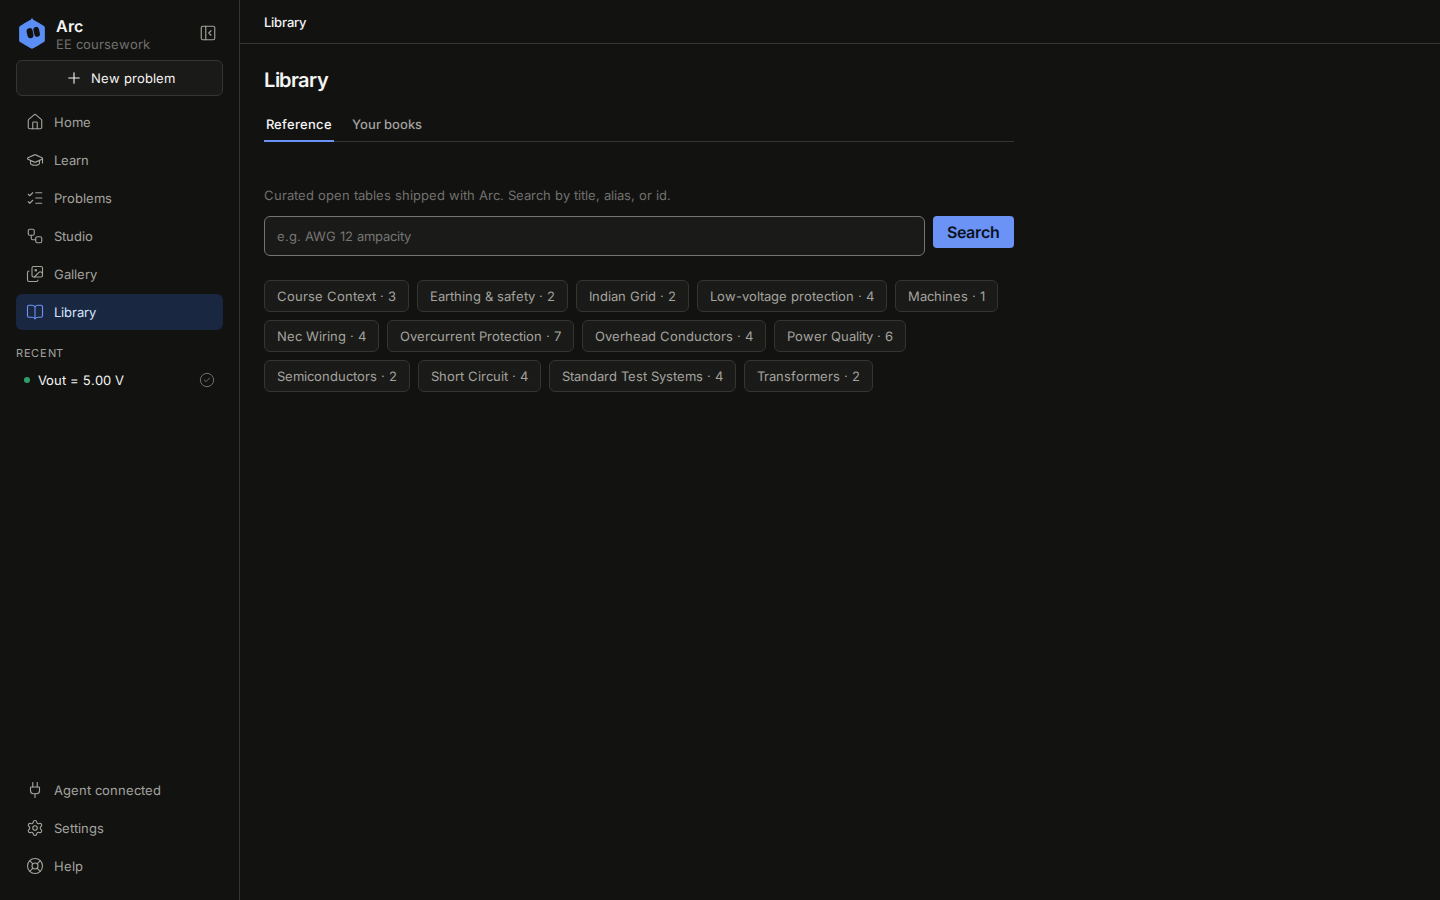 Arc
EE coursework
New problem
Home
Learn
Problems
Studio
Gallery
Library
RECENT
Vout = 5.00 V
Agent connected
Settings
Help
Library
Library
Reference Your books
Curated open tables shipped with Arc. Search by title, alias, or id.
e.g. AWG 12 ampacity Search
Course Context · 3 Earthing & safety · 2 Indian Grid · 2 Low-voltage protection · 4 Machines · 1
Nec Wiring · 4 Overcurrent Protection · 7 Overhead Conductors · 4 Power Quality · 6
Semiconductors · 2 Short Circuit · 4 Standard Test Systems · 4 Transformers · 2